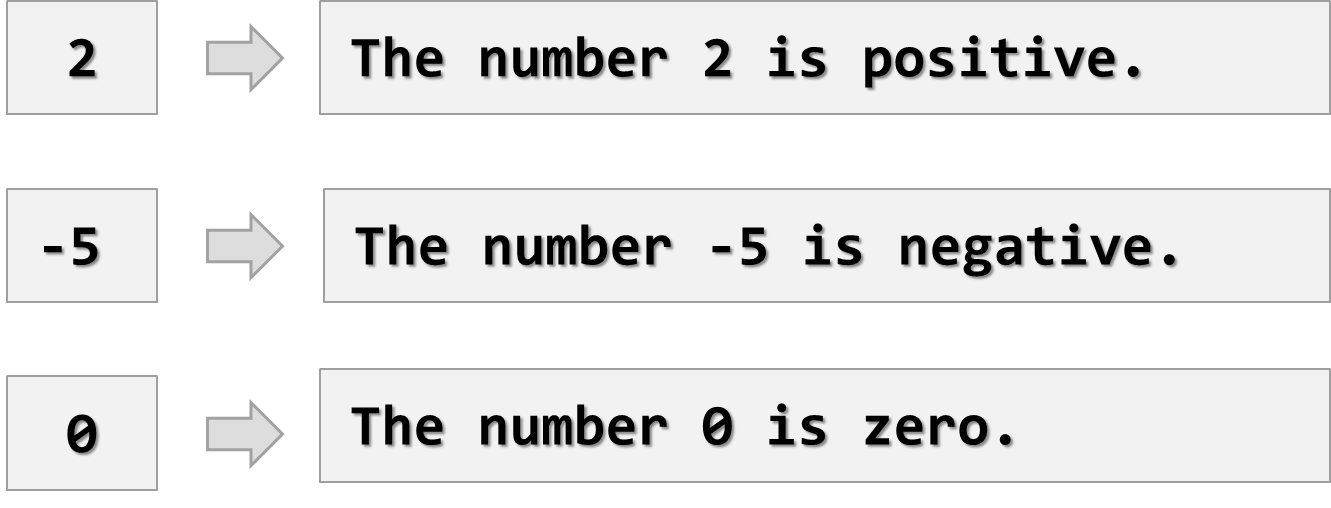 2
The number 2 is positive.
-5
The number -5 is negative.
0
The number 0 is zero.